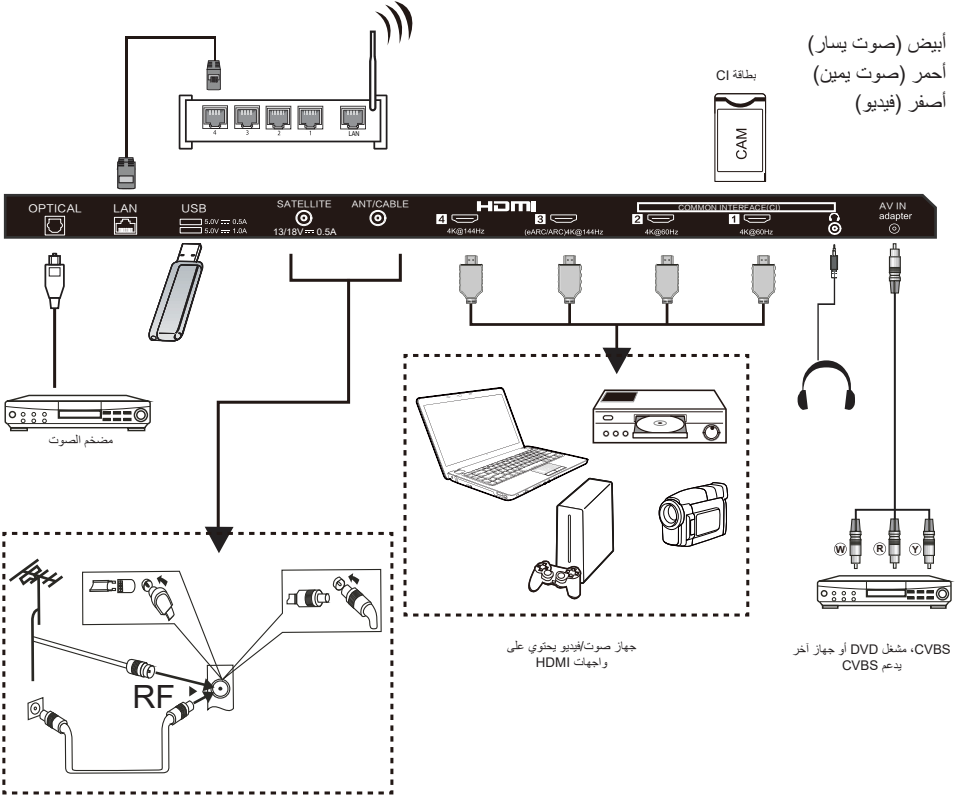 أبيض (صوت يسار)
أحمر (صوت يمين)
أصفر (فيديو)
بطاقة CI
CAM
4 3 2 1 LAN
OPTICAL
LAN
USB
5.0V ⎓ 0.5A
5.0V ⎓ 1.0A
SATELLITE
13/18V ⎓ 0.5A
ANT/CABLE
HDMI
4
4K@144Hz
3
(eARC/ARC)4K@144Hz
COMMON INTERFACE(CI)
2
4K@60Hz
1
4K@60Hz
AV IN
adapter
مضخم الصوت
W R Y
جهاز صوت/فيديو يحتوي على
واجهات HDMI
CVBS، مشغل DVD أو جهاز آخر
يدعم CVBS
RF